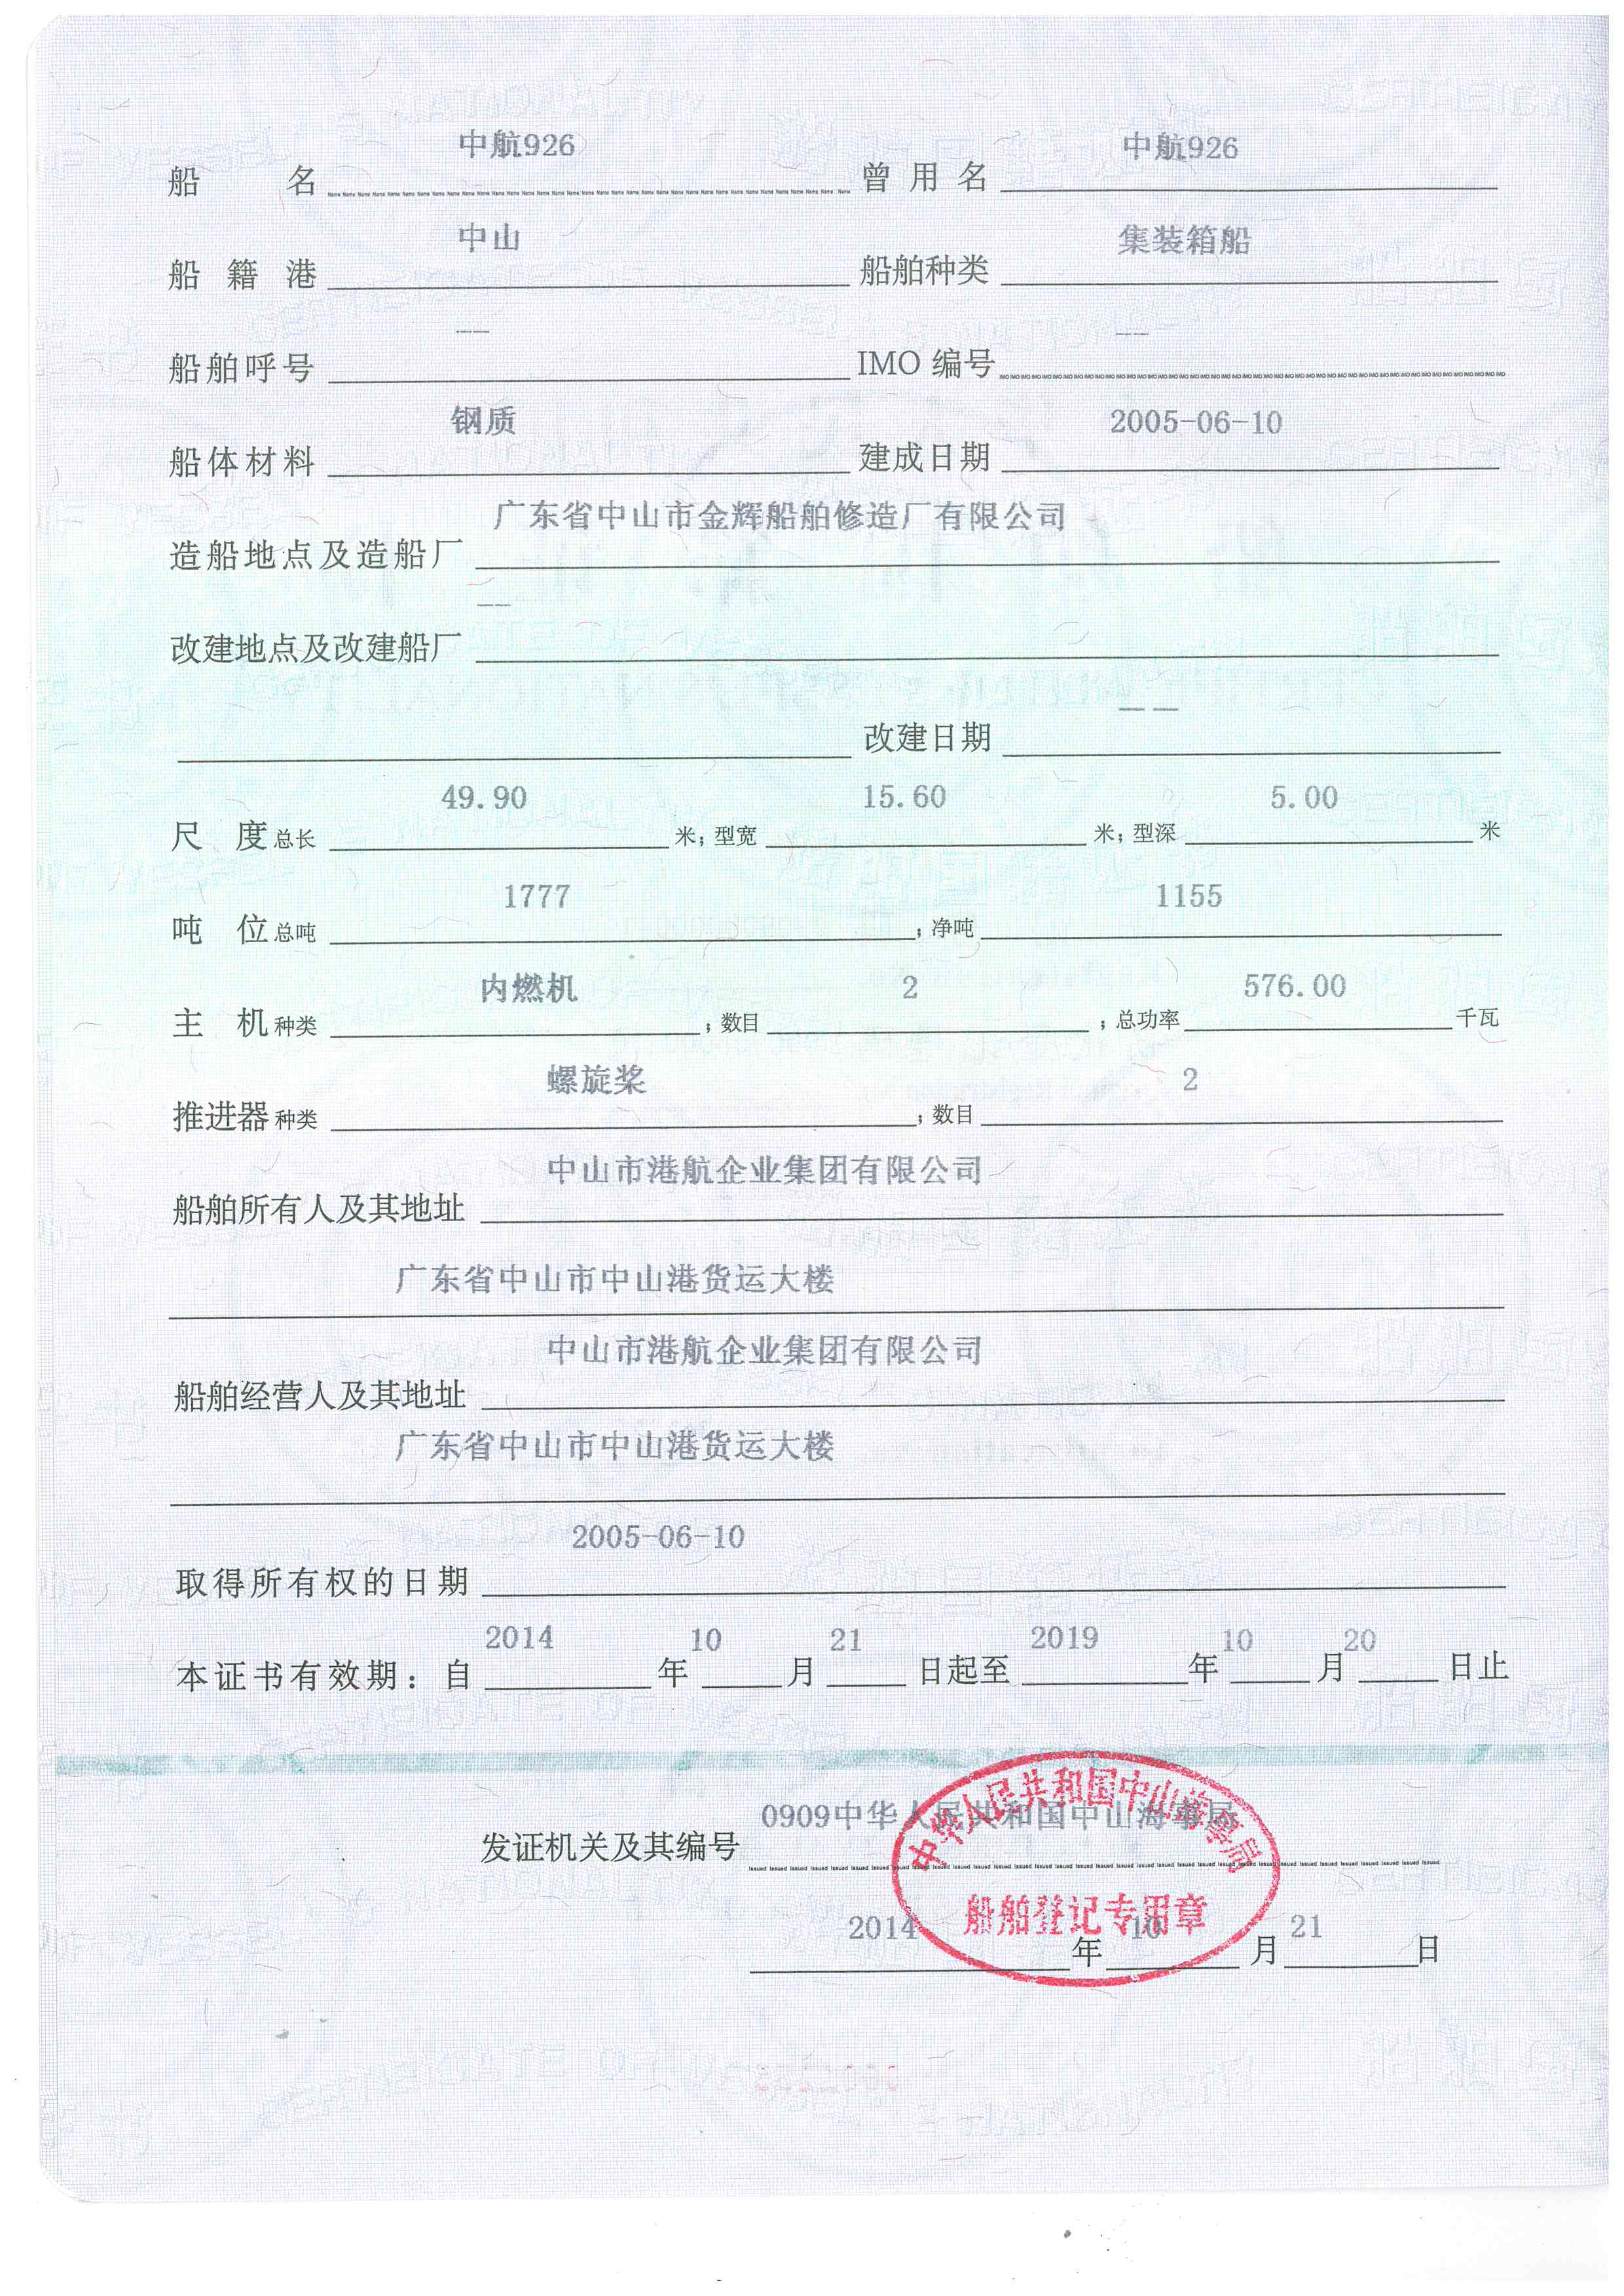 船名 中航926 曾用名 中航926
船籍港 中山 船舶种类 集装箱船
船舶呼号 —— IMO 编号 ——
船体材料 钢质 建成日期 2005-06-10
造船地点及造船厂 广东省中山市金辉船舶修造厂有限公司
改建地点及改建船厂 ——
改建日期 —— ——
尺度 总长 49.90 米; 型宽 15.60 米; 型深 5.00 米
吨位 总吨 1777 ; 净吨 1155
主机 种类 内燃机 ; 数目 2 ; 总功率 576.00 千瓦
推进器 种类 螺旋桨 ; 数目 2
船舶所有人及其地址 中山市港航企业集团有限公司
广东省中山市中山港货运大楼
船舶经营人及其地址 中山市港航企业集团有限公司
广东省中山市中山港货运大楼
取得所有权的日期 2005-06-10
本证书有效期: 自 2014 年 10 月 21 日起至 2019 年 10 月 20 日止
发证机关及其编号 0909中华人民共和国中山海事局
中华人民共和国中山海事局
船舶登记专用章
2014 年 10 月 21 日